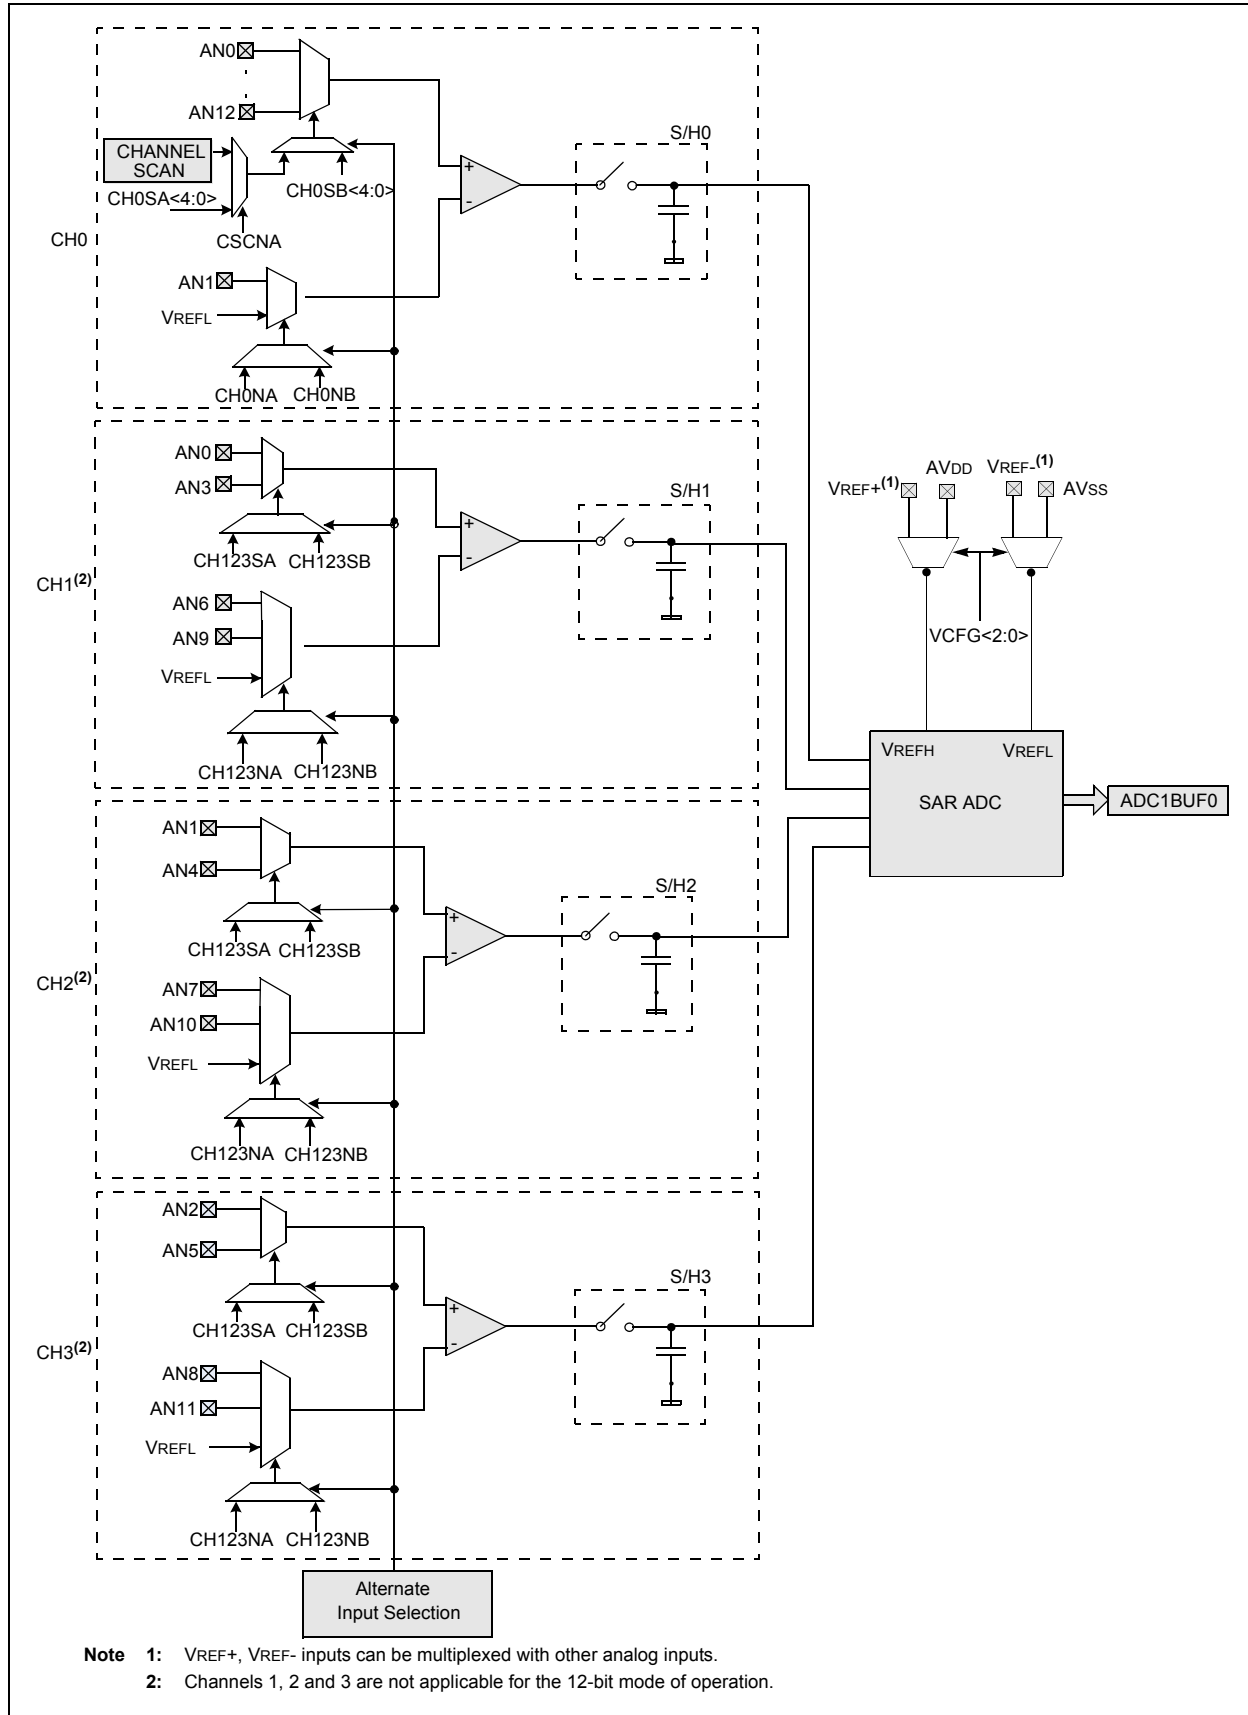 AN0
AN12
CHANNEL
SCAN
CH0SA<4:0>
CH0SB<4:0>
CSCNA
CH0
AN1
VREFL
CH0NA
CH0NB
+
-
S/H0
AN0
AN3
CH123SA
CH123SB
CH1(2)
AN6
AN9
VREFL
CH123NA
CH123NB
+
-
S/H1
VREF+(1)
AVDD
VREF-(1)
AVSS
VCFG<2:0>
VREFH
VREFL
SAR ADC
ADC1BUF0
AN1
AN4
CH123SA
CH123SB
CH2(2)
AN7
AN10
VREFL
CH123NA
CH123NB
+
-
S/H2
AN2
AN5
CH123SA
CH123SB
CH3(2)
AN8
AN11
VREFL
CH123NA
CH123NB
+
-
S/H3
Alternate
Input Selection
Note 1: VREF+, VREF- inputs can be multiplexed with other analog inputs.
2: Channels 1, 2 and 3 are not applicable for the 12-bit mode of operation.